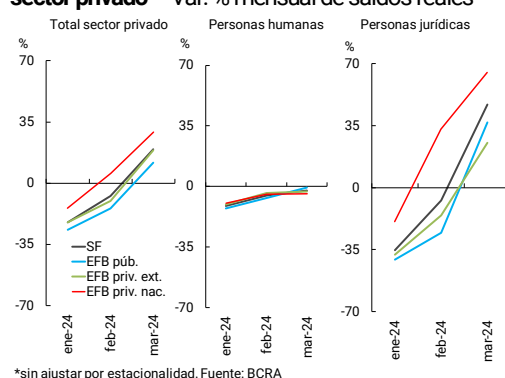 sector privado - Var. % mensual de saldos reales
Total sector privado
Personas humanas
Personas jurídicas
%
%
%
70
35
0
-35
-70
SF
EFB púb.
EFB priv. ext.
EFB priv. nac.
ene-24
feb-24
mar-24
70
35
0
-35
-70
ene-24
feb-24
mar-24
70
35
0
-35
-70
ene-24
feb-24
mar-24
*sin ajustar por estacionalidad. Fuente: BCRA